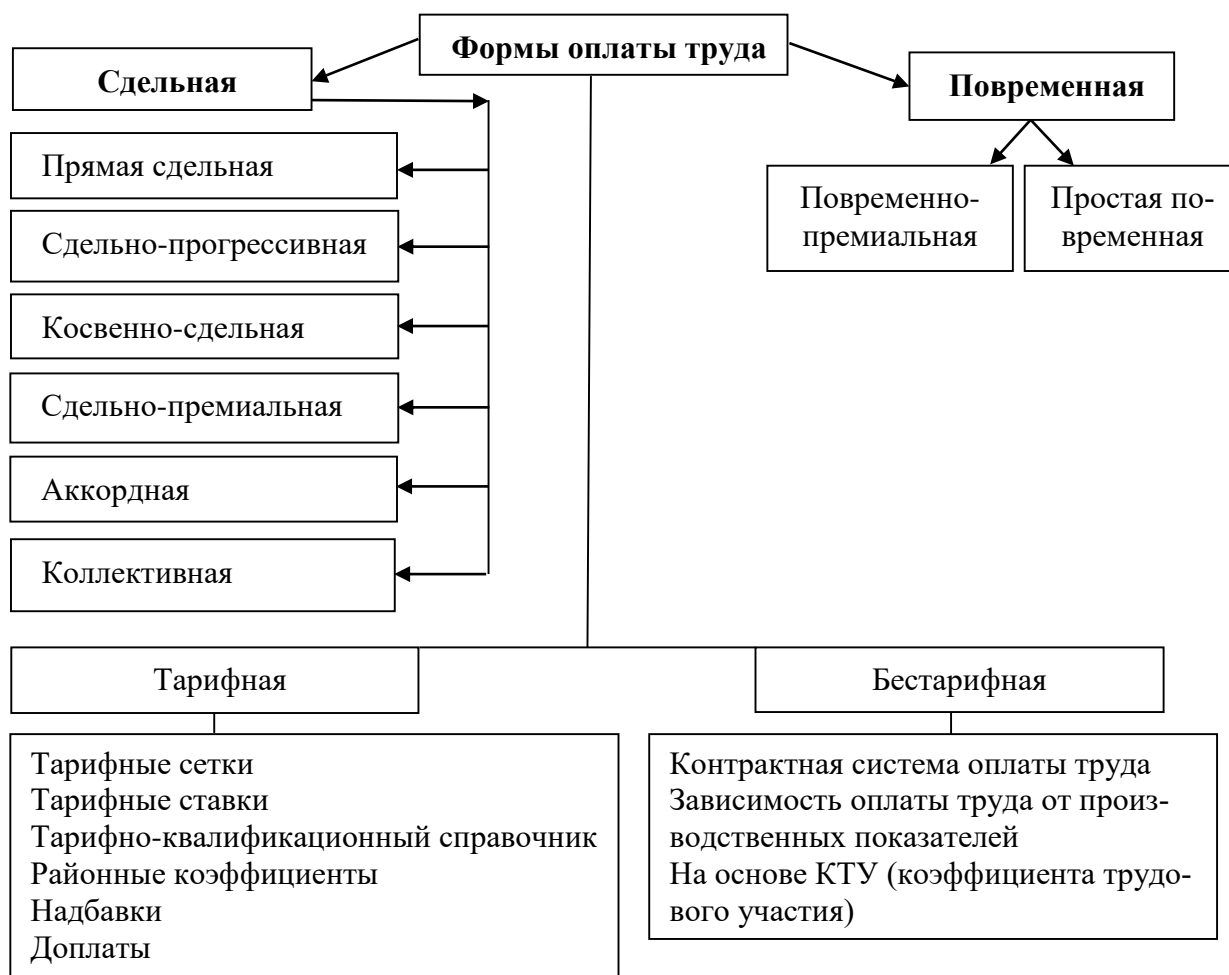 Формы оплаты труда
Сдельная
Повременная
Прямая сдельная
Сдельно-прогрессивная
Косвенно-сдельная
Сдельно-премиальная
Аккордная
Коллективная
Повременно-
премиальная
Простая по-
временная
Тарифная
Бестарифная
Тарифные сетки
Тарифные ставки
Тарифно-квалификационный справочник
Районные коэффициенты
Надбавки
Доплаты
Контрактная система оплаты труда
Зависимость оплаты труда от произ-
водственных показателей
На основе КТУ (коэффициента трудо-
вого участия)